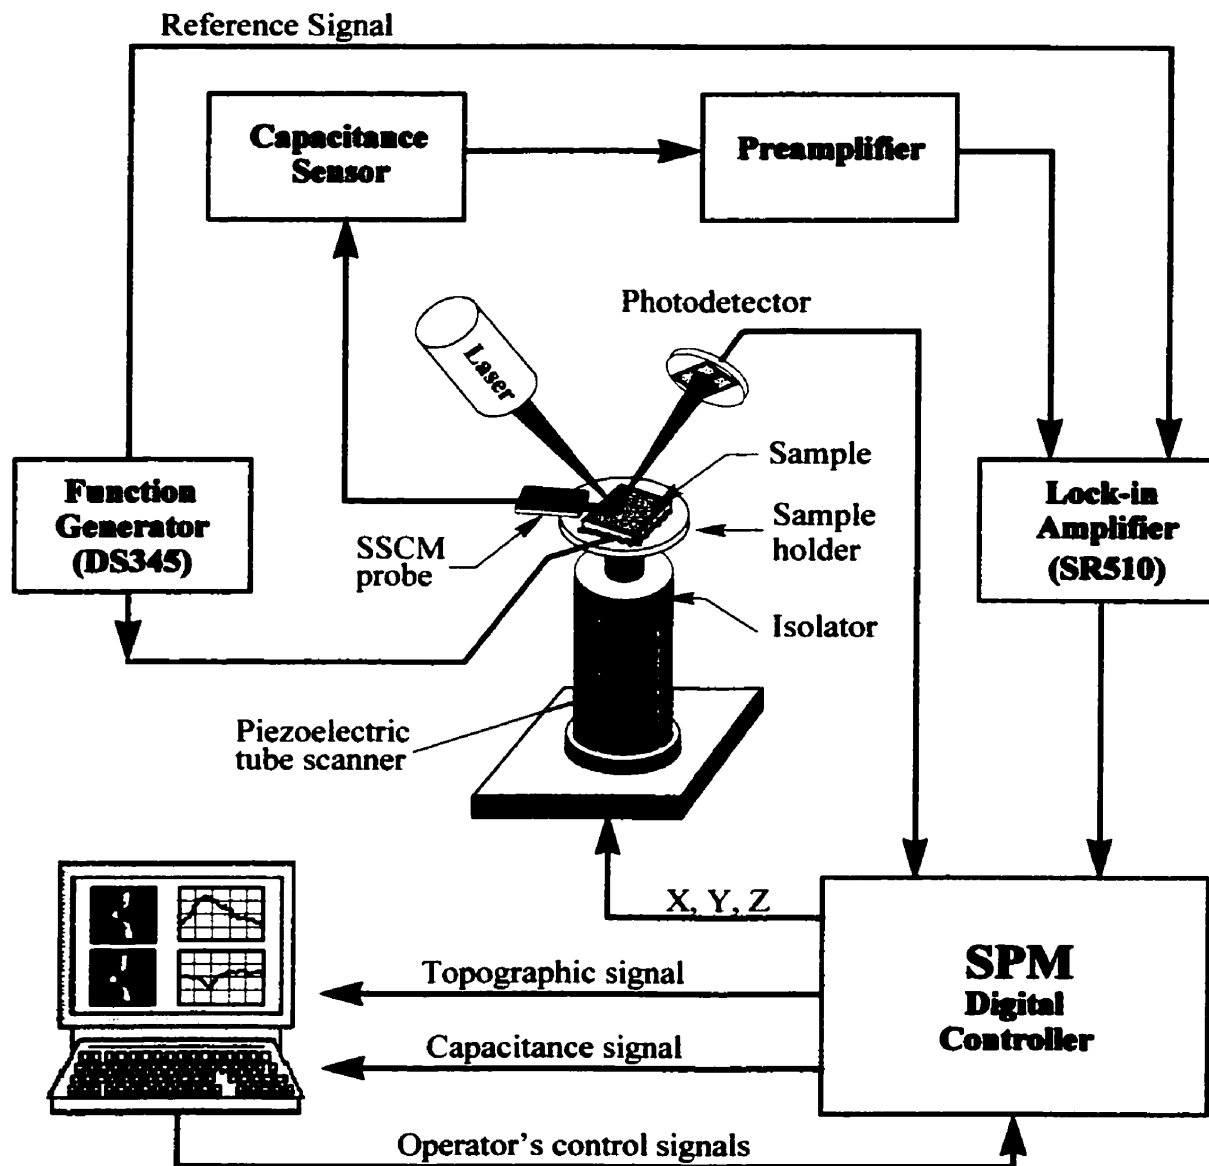 Reference Signal
Capacitance
Sensor
Preamplifier
Photodetector
Laser
Function
Generator
(DS345)
Sample
Sample
holder
Lock-in
Amplifier
(SR510)
SSCM
probe
Isolator
Piezoelectric
tube scanner
X, Y, Z
SPM
Digital
Controller
Topographic signal
Capacitance signal
Operator's control signals